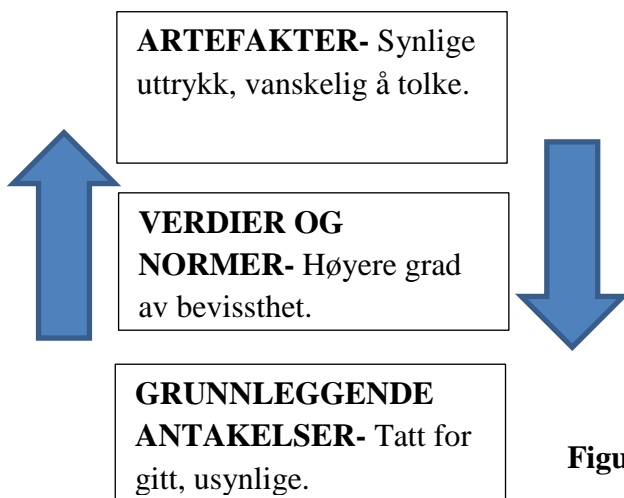 ARTEFAKTER- Synlige
uttrykk, vanskelig å tolke.
VERDIER OG
NORMER- Høyere grad
av bevissthet.
GRUNNLEGGENDE
ANTAKELSER- Tatt for
gitt, usynlige.
Figu